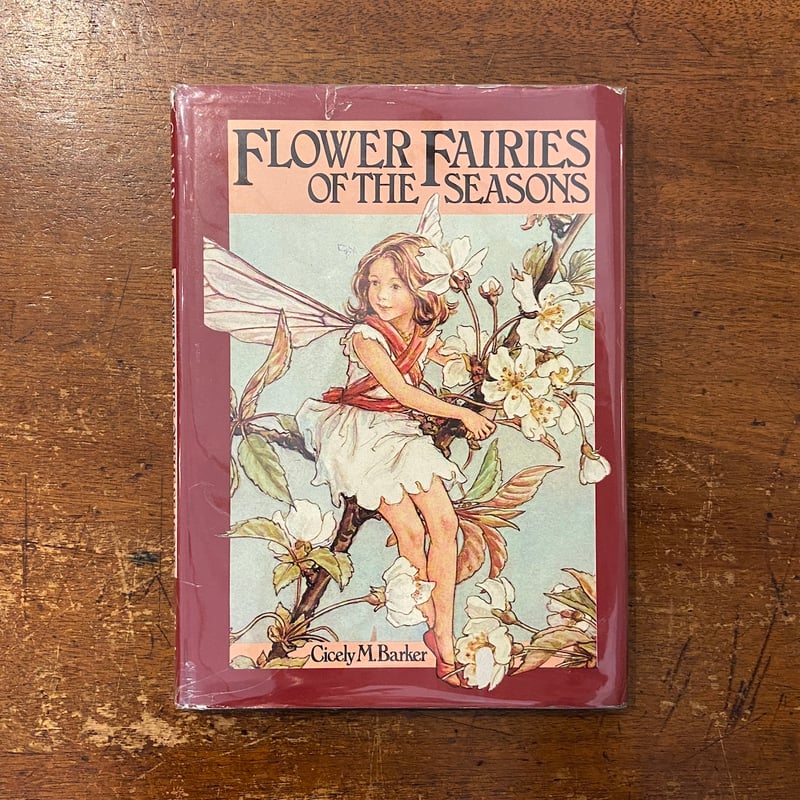 FLOWER FAIRIES
OF THE SEASONS
Cicely M. Barker